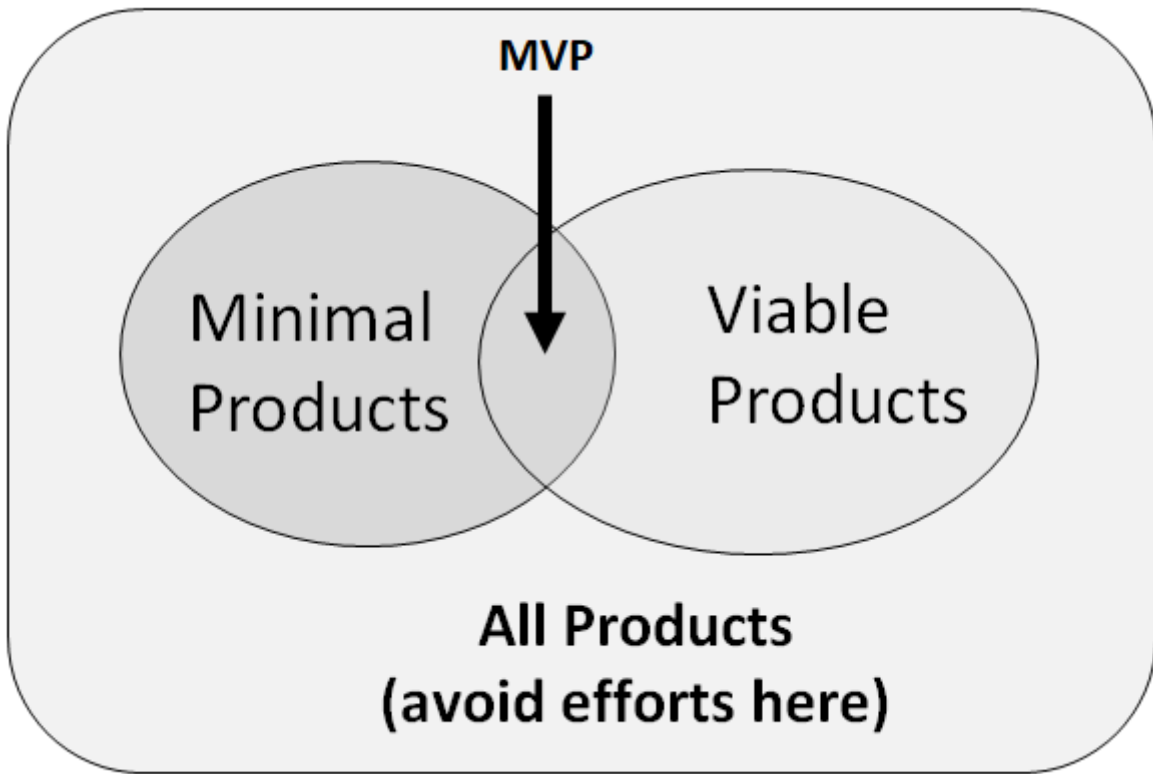 MVP
Minimal
Products
Viable
Products
All Products
(avoid efforts here)